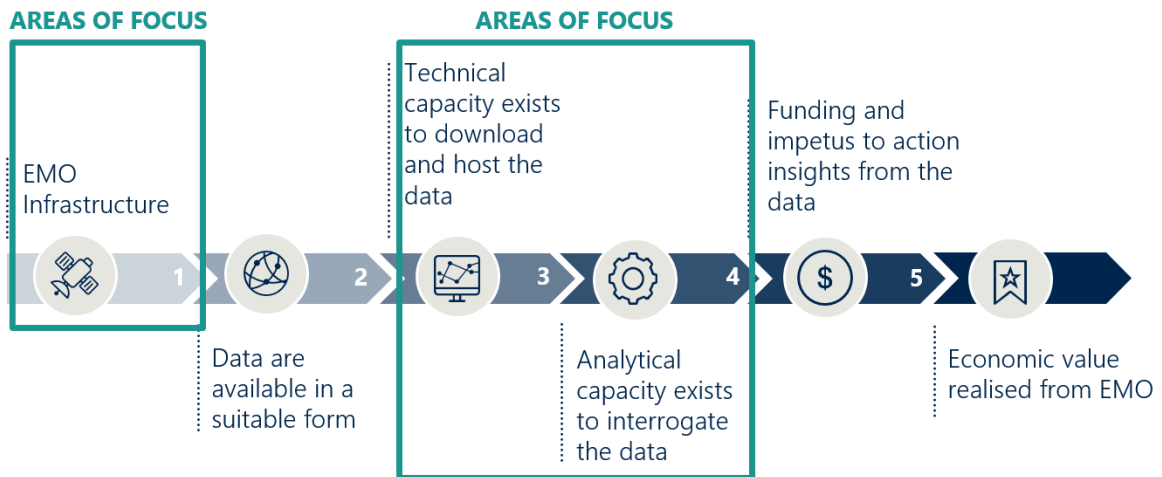 AREAS OF FOCUS
AREAS OF FOCUS
EMO
Infrastructure
1
Data are
available in a
suitable form
2
Technical
capacity exists
to download
and host the
data
3
Analytical
capacity exists
to interrogate
the data
4
Funding and
impetus to action
insights from the
data
$
5
Economic value
realised from EMO